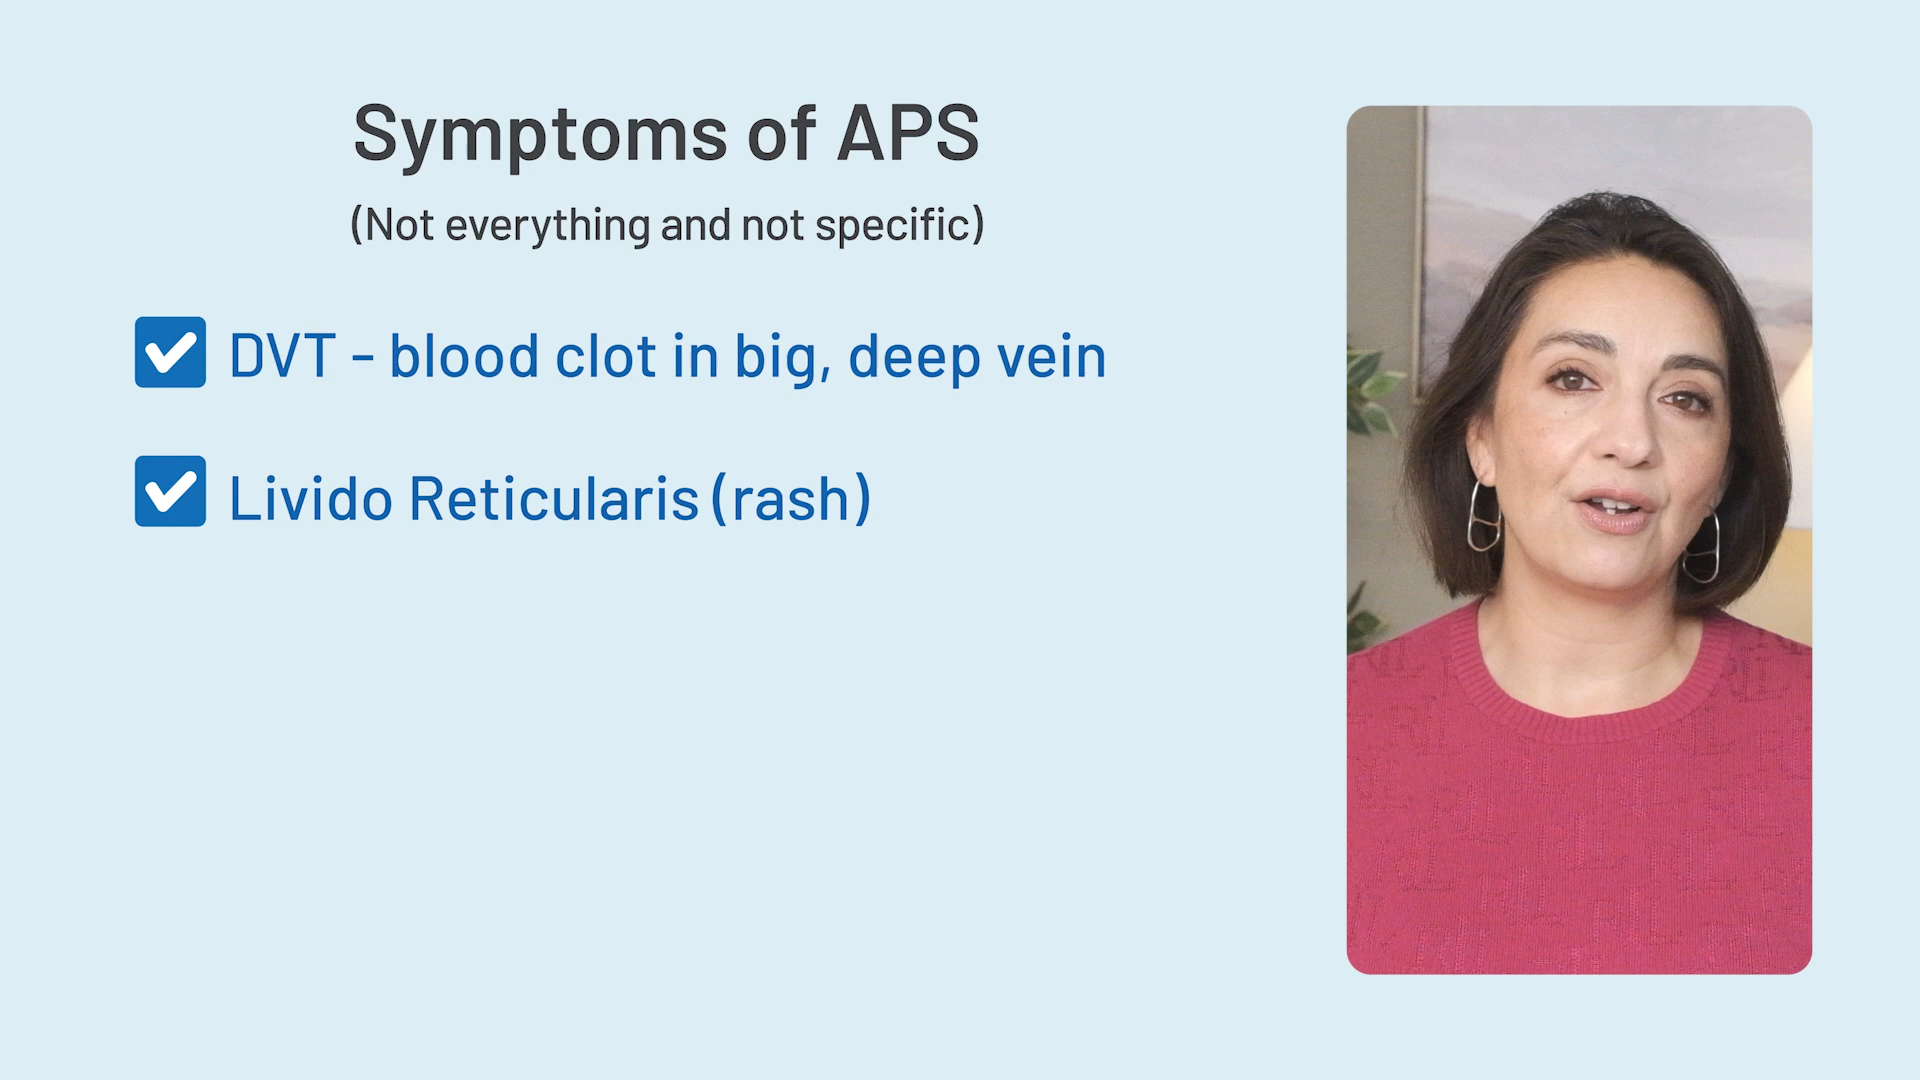 Symptoms of APS
(Not everything and not specific)
DVT - blood clot in big, deep vein
Livido Reticularis (rash)